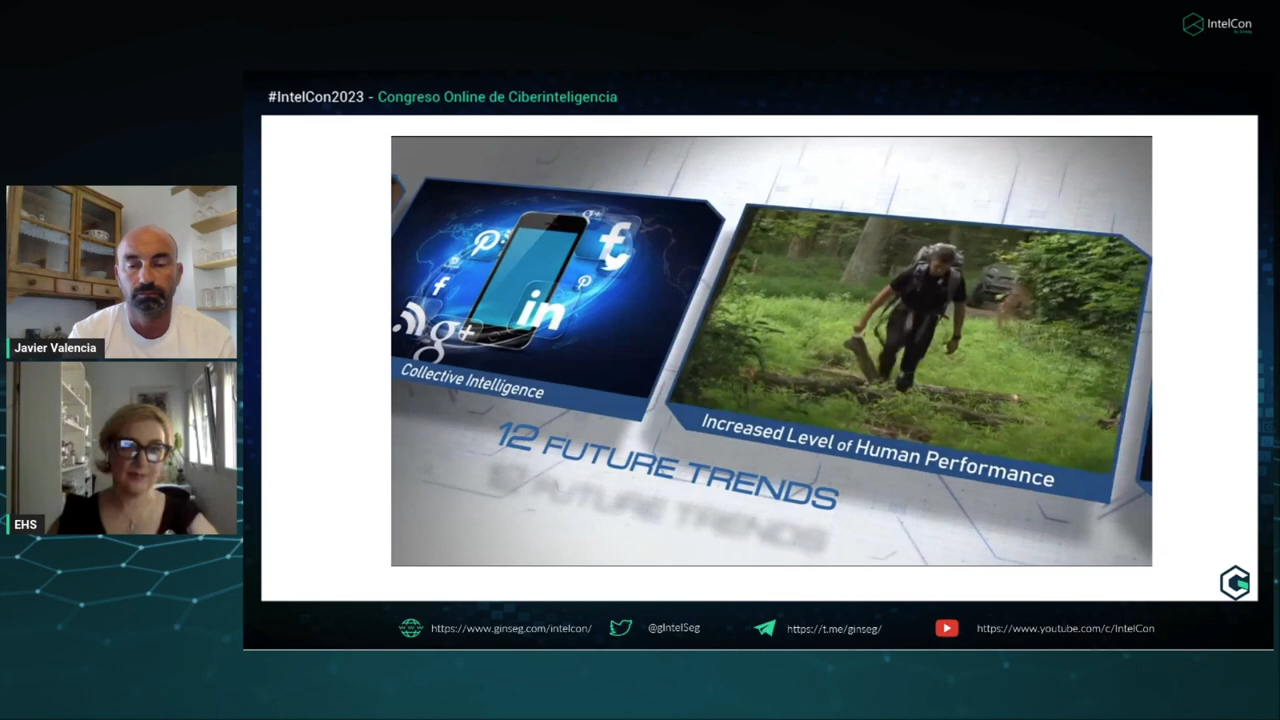 IntelCon
#IntelCon2023 - Congreso Online de Ciberinteligencia
Javier Valencia
EHS
in
g+
Collective Intelligence
Increased Level of Human Performance
12 FUTURE TRENDS
https://www.ginseg.com/intelcon/
@gIntelSeg
https://t.me/ginseg/
https://www.youtube.com/c/IntelCon